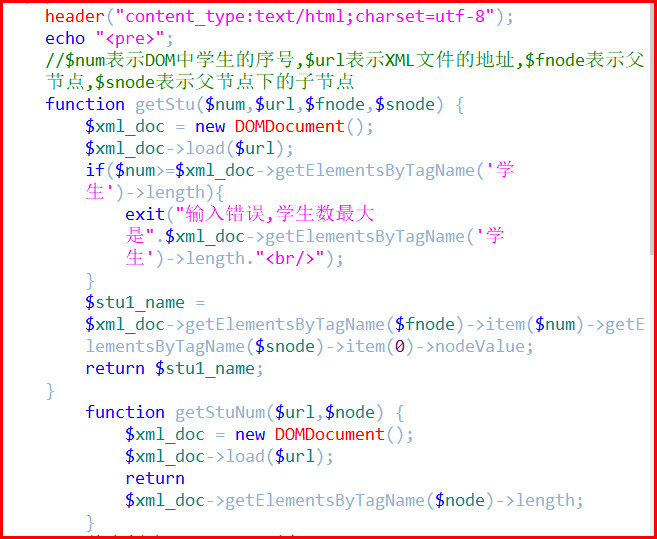 header("content_type:text/html;charset=utf-8");
echo "<pre>";
//$num表示DOM中学生的序号,$url表示XML文件的地址,$fnode表示父
节点,$snode表示父节点下的子节点
function getStu($num,$url,$fnode,$snode) {
$xml_doc = new DOMDocument();
$xml_doc->load($url);
if($num>=$xml_doc->getElementsByTagName('学
生')->length){
exit("输入错误,学生数最大
是".$xml_doc->getElementsByTagName('学
生')->length."<br/>");
}
$stu1_name =
$xml_doc->getElementsByTagName($fnode)->item($num)->getE
lementsByTagName($snode)->item(0)->nodeValue;
return $stu1_name;
}
function getStuNum($url,$node) {
$xml_doc = new DOMDocument();
$xml_doc->load($url);
return
$xml_doc->getElementsByTagName($node)->length;
}